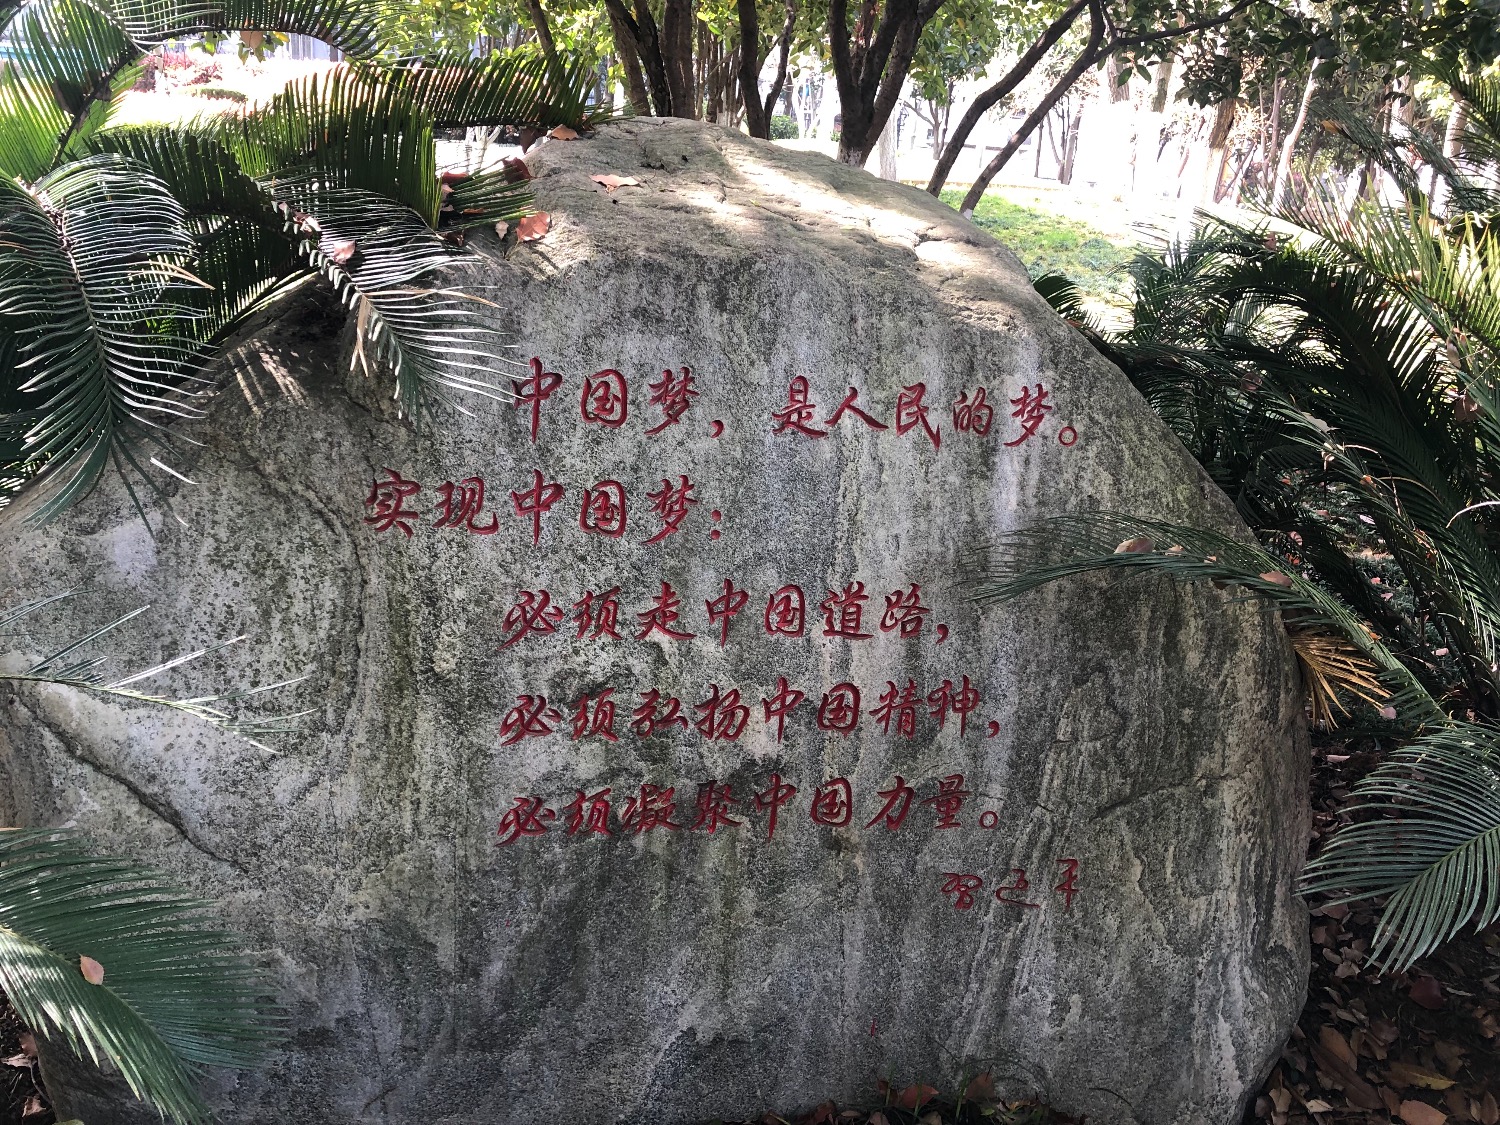 中国梦，是人民的梦。
实现中国梦：
必须走中国道路，
必须弘扬中国精神，
必须凝聚中国力量。
习近平